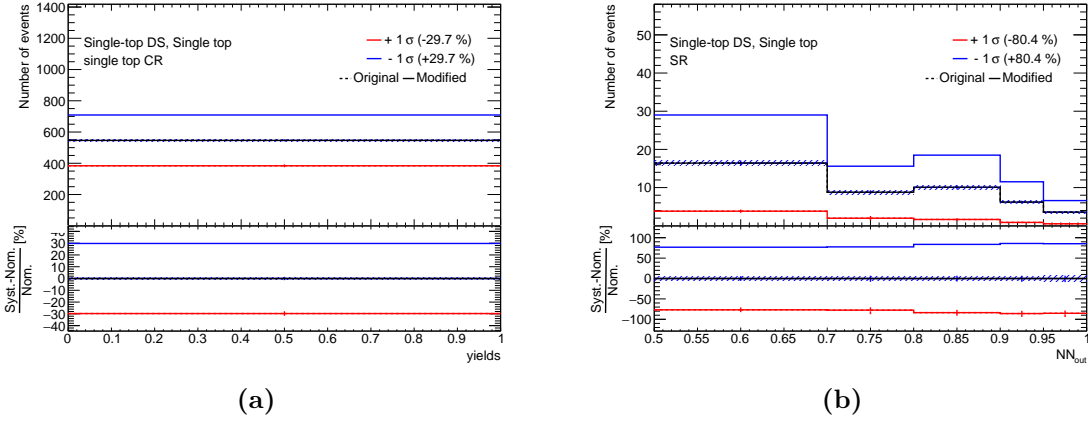 Number of events
1400
1200
1000
800
600
400
200
Single-top DS, Single top
single top CR
+ 1 σ (-29.7 %)
- 1 σ (+29.7 %)
Original Modified
Syst.-Nom.
Nom.
[%]
40
30
20
10
0
−10
−20
−30
−40
0 0.1 0.2 0.3 0.4 0.5 0.6 0.7 0.8 0.9 1
yields
(a)
Number of events
50
40
30
20
10
Single-top DS, Single top
SR
+ 1 σ (-80.4 %)
- 1 σ (+80.4 %)
Original Modified
Syst.-Nom.
Nom.
[%]
100
50
0
−50
−100
0.5 0.55 0.6 0.65 0.7 0.75 0.8 0.85 0.9 0.95 1
NNout
(b)